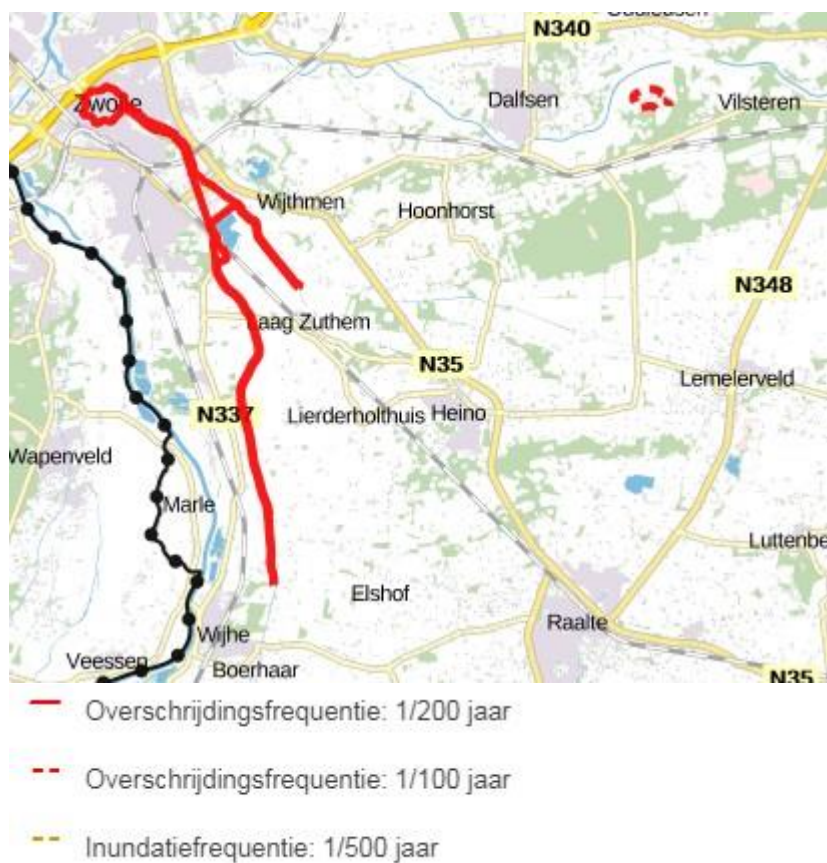 N340
Zwolle
Dalfsen
Vilsteren
Wijthmen
Hoonhorst
N348
Laag Zuthem
N35
Lemelerveld
N337
Lierderholthuis
Heino
Wapenveld
Marle
Elshof
Raalte
Wijhe
Veessen
Boerhaar
N35
Overschrijdingsfrequentie: 1/200 jaar
Overschrijdingsfrequentie: 1/100 jaar
Inundatiefrequentie: 1/500 jaar